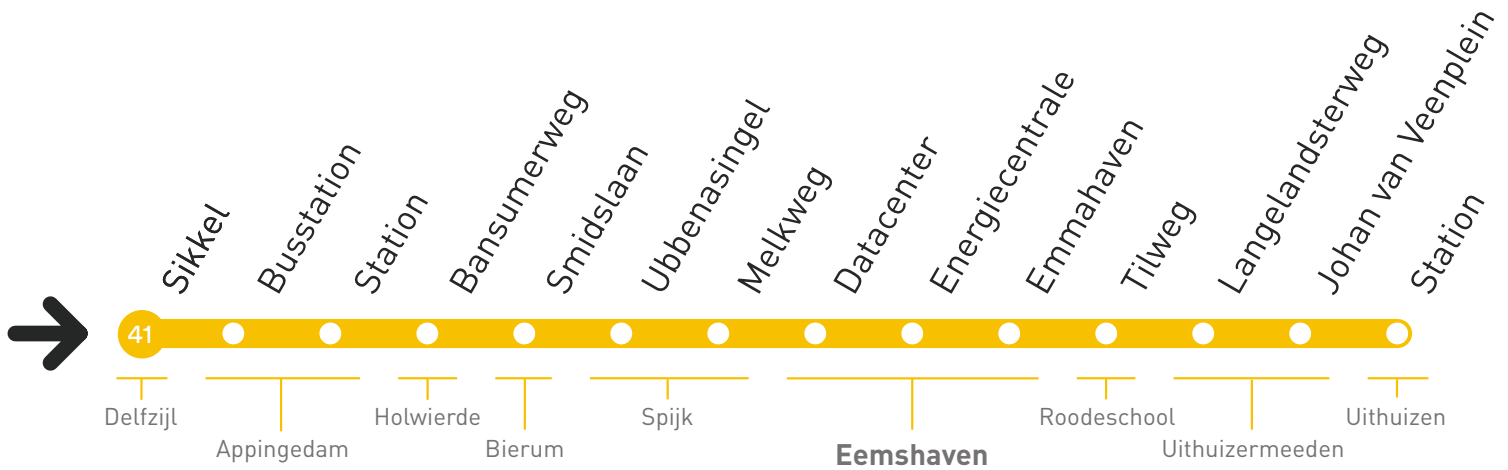 Sikkel
Busstation
Station
Bansumerweg
Smidslaan
Ubbenasingel
Melkweg
Datacenter
Energiecentrale
Emmahaven
Tilweg
Langelandsterweg
Johan van Veenplein
Station
41
Delfzijl
Appingedam
Holwierde
Bierum
Spijk
Eemshaven
Roodeschool
Uithuizermeeden
Uithuizen